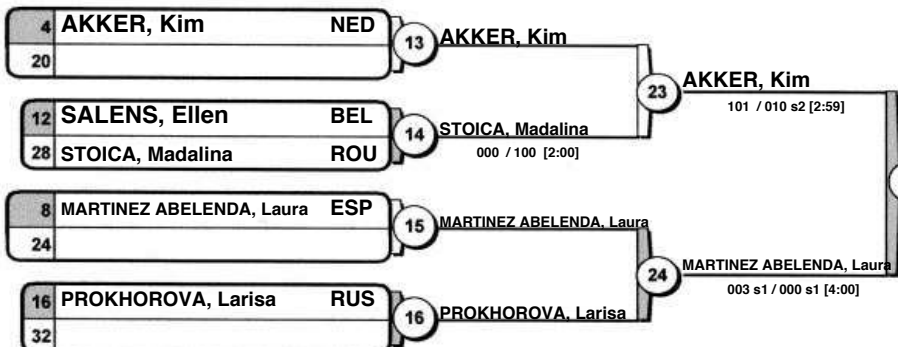 4 AKKER, Kim NED
20
13 AKKER, Kim
12 SALENS, Ellen BEL
28 STOICA, Madalina ROU
14 STOICA, Madalina
000 / 100 [2:00]
23 AKKER, Kim
101 / 010 s2 [2:59]
8 MARTINEZ ABELENDA, Laura ESP
24
15 MARTINEZ ABELENDA, Laura
16 PROKHOROVA, Larisa RUS
32
16 PROKHOROVA, Larisa
24 MARTINEZ ABELENDA, Laura
003 s1 / 000 s1 [4:00]